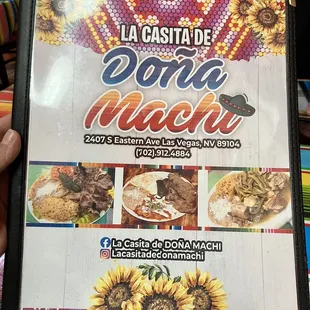 LA CASITA DE
Doña
Machi
2407 S Eastern Ave Las Vegas, NV 89104
(702).912.4884
La Casita de DOÑA MACHI
Lacasitadedonamachi